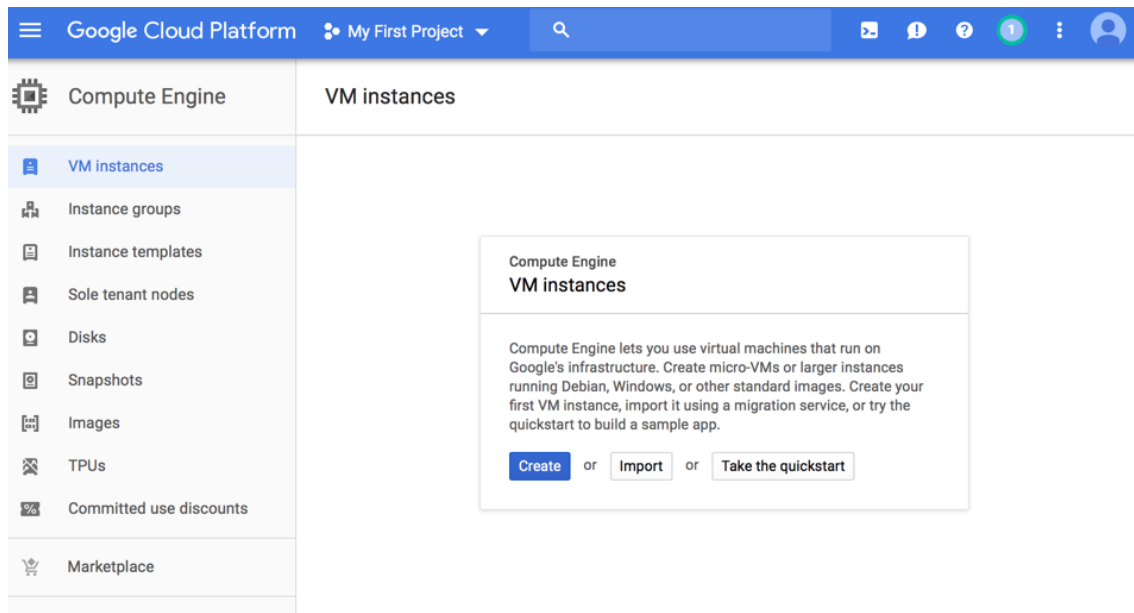 Google Cloud Platform My First Project 1
Compute Engine
VM instances
VM instances
Instance groups
Instance templates
Sole tenant nodes
Disks
Snapshots
Images
TPUs
Committed use discounts
Marketplace
Compute Engine
VM instances
Compute Engine lets you use virtual machines that run on
Google's infrastructure. Create micro-VMs or larger instances
running Debian, Windows, or other standard images. Create your
first VM instance, import it using a migration service, or try the
quickstart to build a sample app.
Create or Import or Take the quickstart